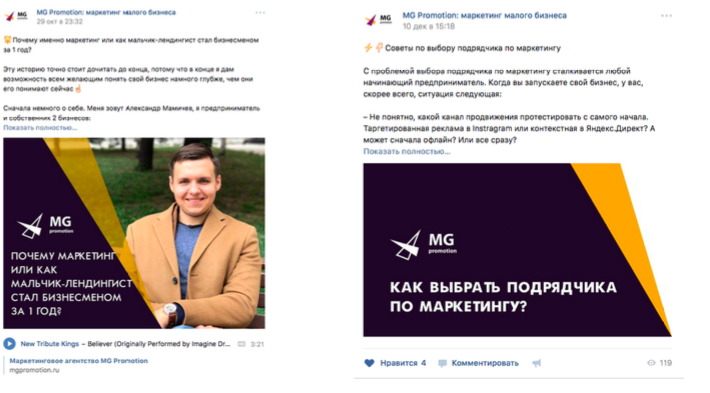 MG Promotion: маркетинг малого бизнеса
29 окт в 23:32
Почему именно маркетинг или как мальчик-лендингист стал бизнесменом
за 1 год?
Эту историю точно стоит дочитать до конца, потому что в конце я дам
возможность всем желающим понять свой бизнес намного глубже, чем они
его понимают сейчас
Сначала немного о себе. Меня зовут Александр Мамичев, я предприниматель
и собственник 2 бизнесов:
Показать полностью...
MG
promotion
ПОЧЕМУ МАРКЕТИНГ
ИЛИ КАК
МАЛЬЧИК-ЛЕНДИНГИСТ
СТАЛ БИЗНЕСМЕНОМ
ЗА 1 ГОД?
New Tribute Kings – Believer (Originally Performed by Imagine Dr... 3:21
Маркетинговое агентство MG Promotion
mgpromotion.ru
MG Promotion: маркетинг малого бизнеса
10 дек в 15:18
Советы по выбору подрядчика по маркетингу
С проблемой выбора подрядчика по маркетингу сталкивается любой
начинающий предприниматель. Когда вы запускаете свой бизнес, у вас,
скорее всего, ситуация следующая:
– Не понятно, какой канал продвижения протестировать с самого начала.
Таргетированная реклама в Instragram или контекстная в Яндекс.Директ? А
может сначала офлайн? Или все сразу?
Показать полностью...
MG
promotion
КАК ВЫБРАТЬ ПОДРЯДЧИКА
ПО МАРКЕТИНГУ?
Нравится 4 Комментировать 119